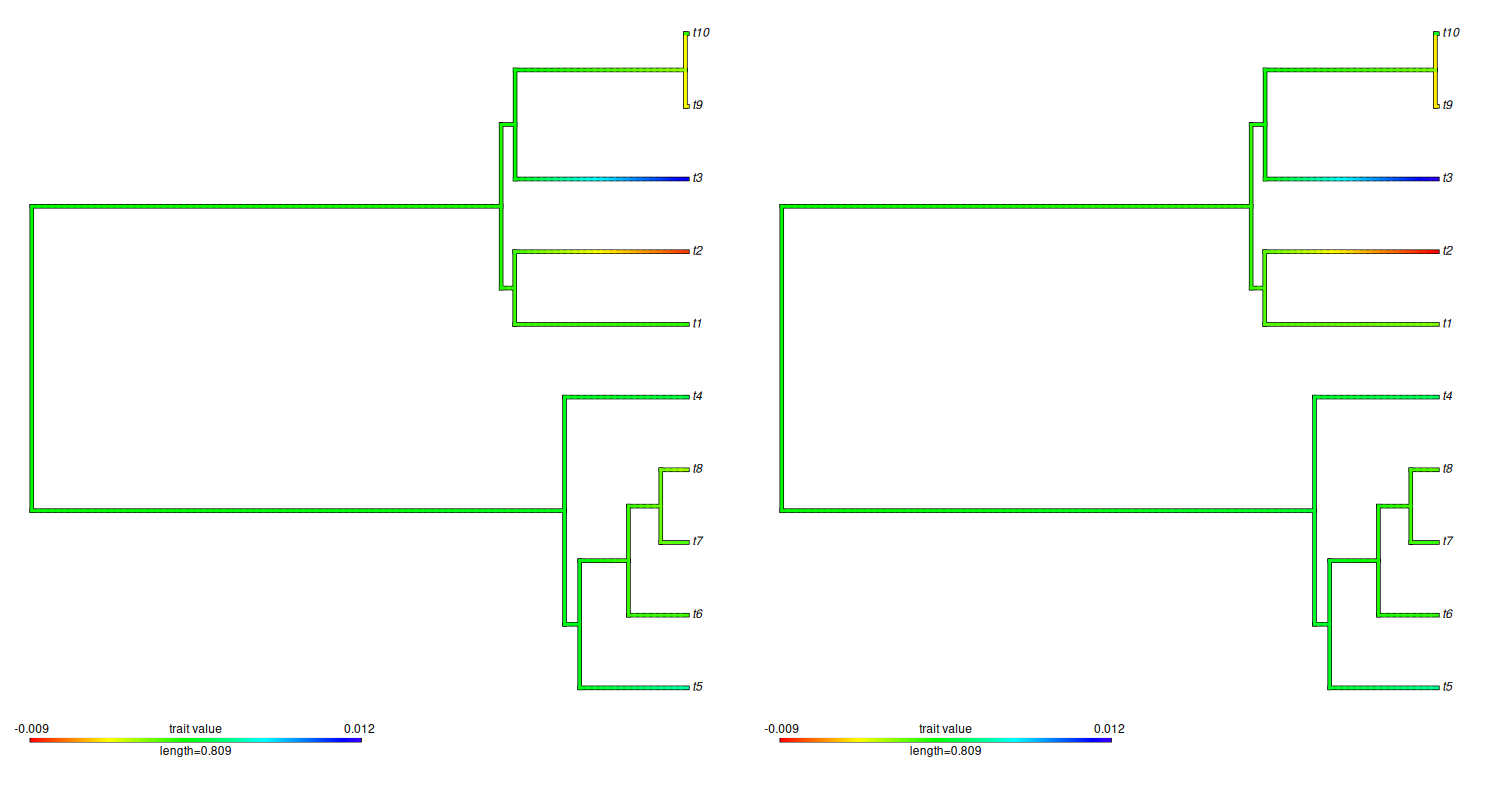 t10 t10
t9 t9
t3 t3
t2 t2
t1 t1
t4 t4
t8 t8
t7 t7
t6 t6
t5 t5
-0.009 trait value 0.012 -0.009 trait value 0.012
length=0.809 length=0.809